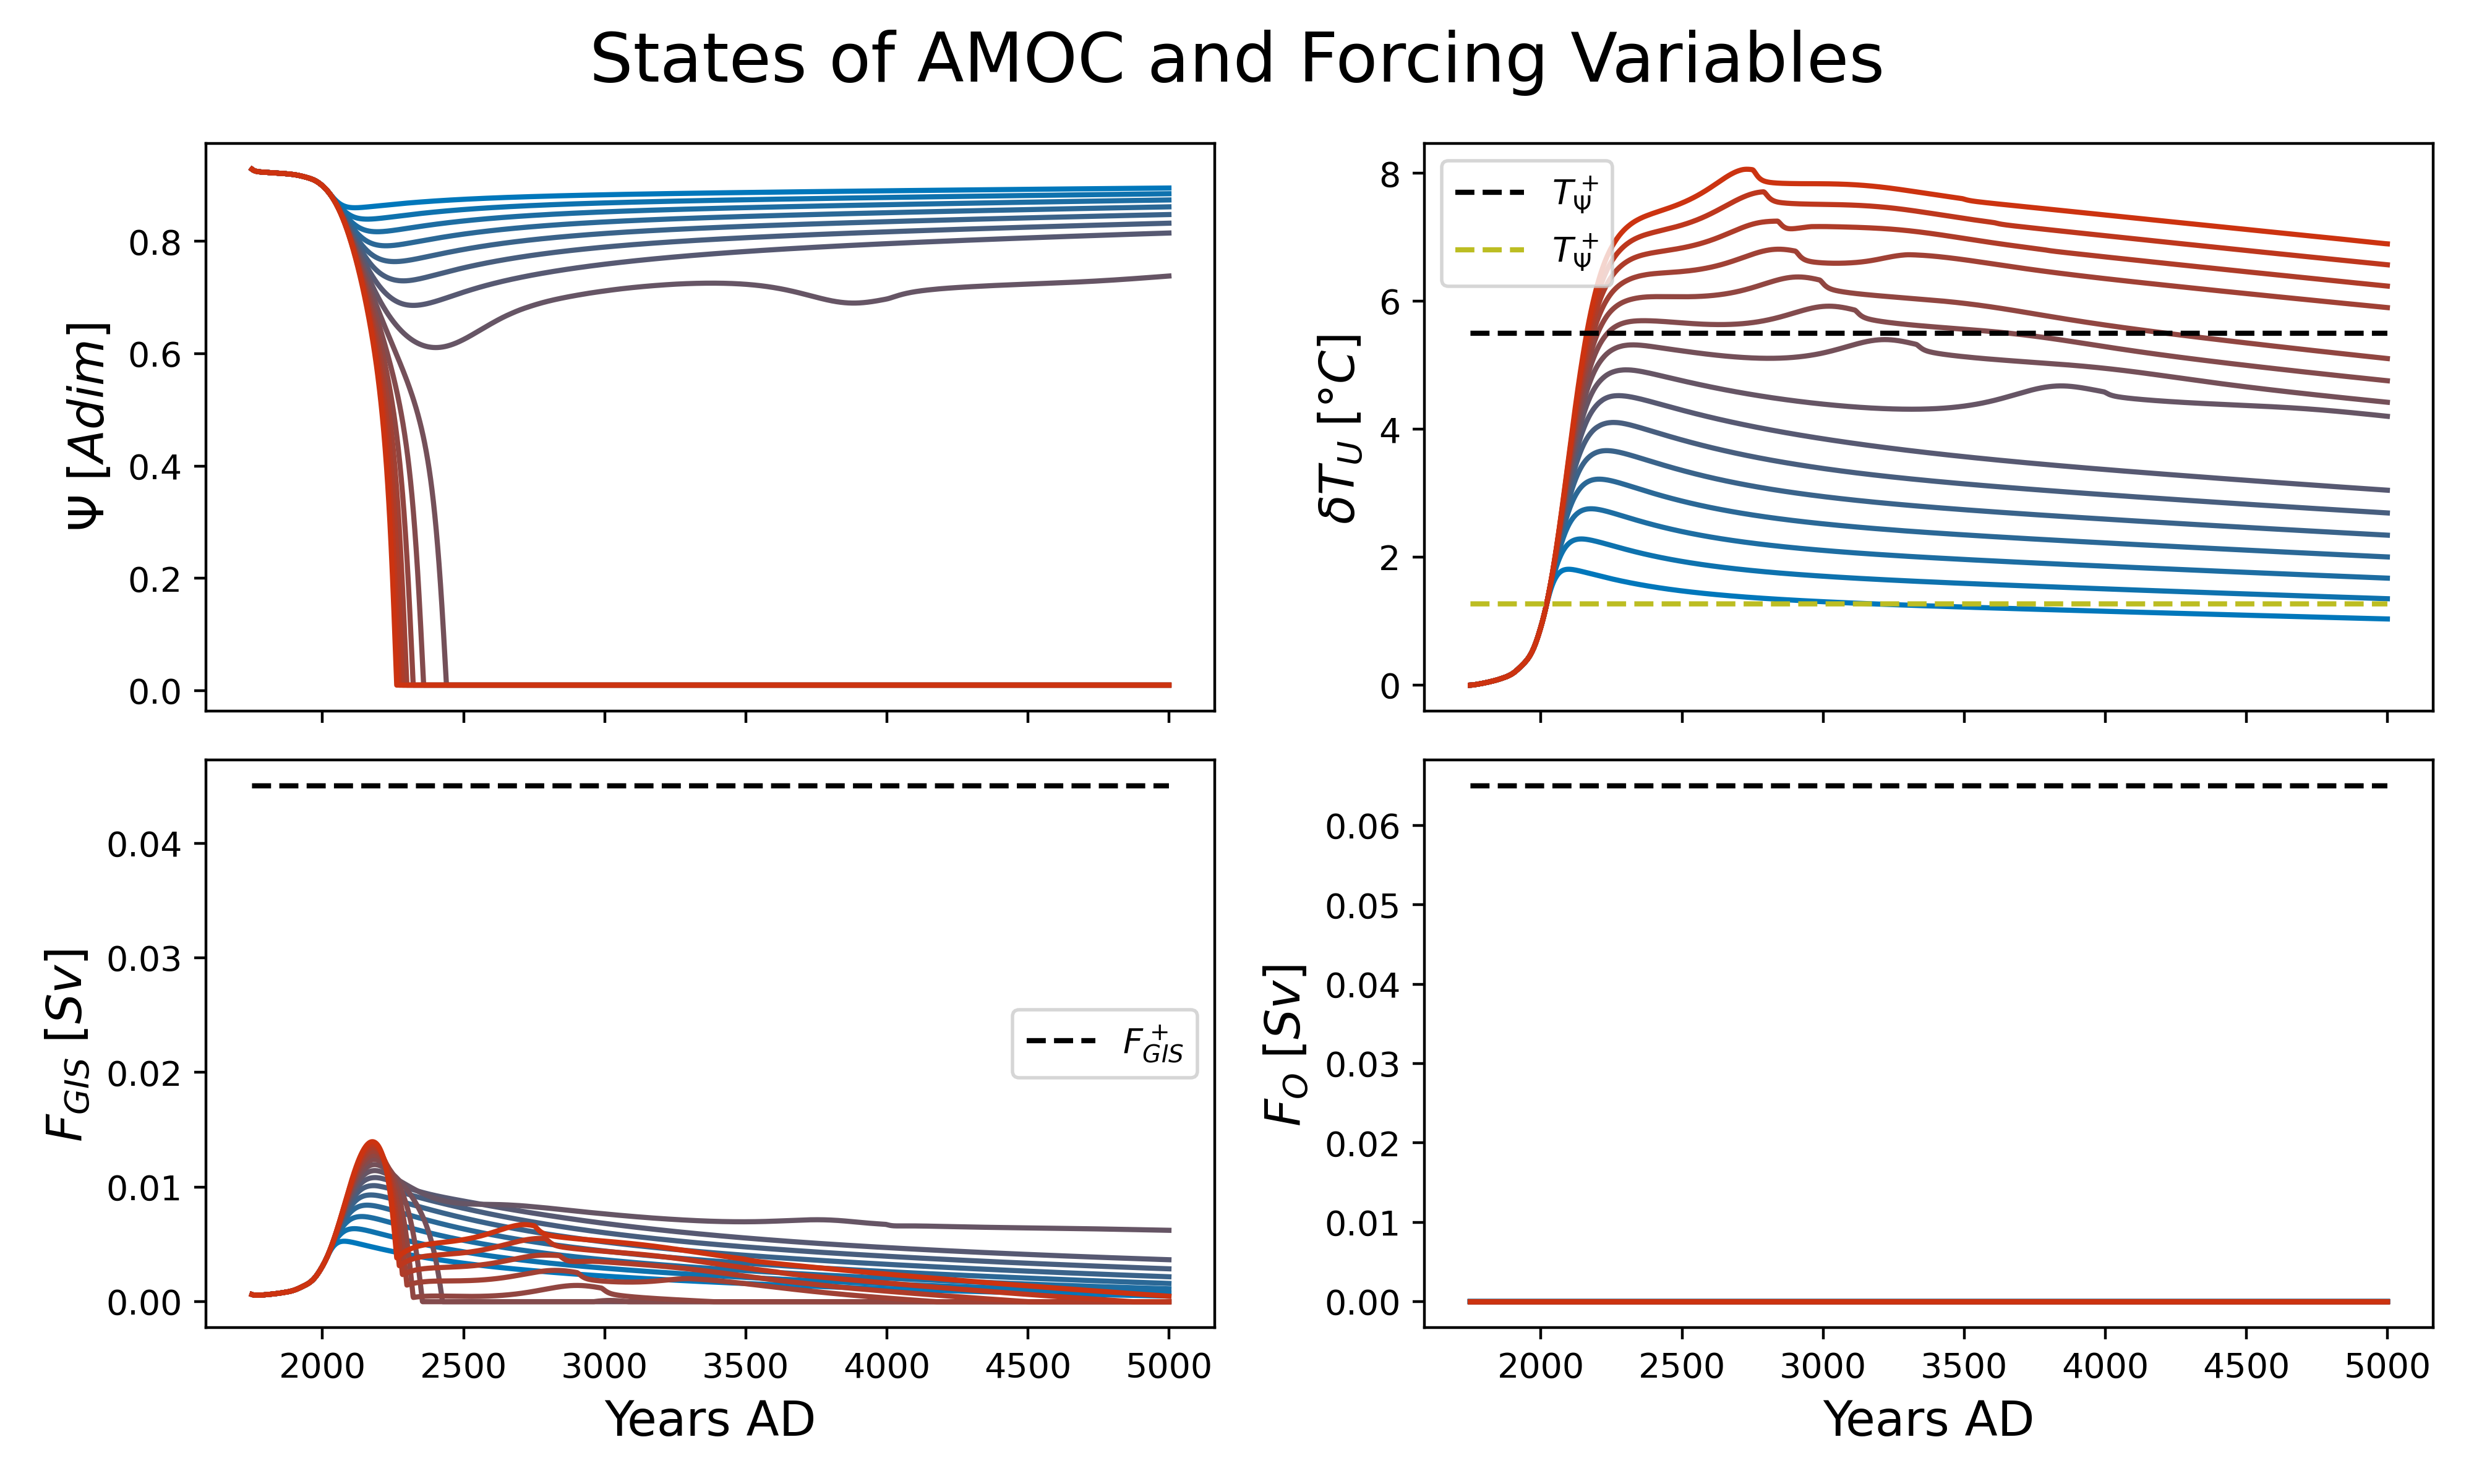 States of AMOC and Forcing Variables
Ψ [Adim]
0.8
0.6
0.4
0.2
0.0
δT_U [°C]
8
6
4
2
0
T_Ψ^+
T_Ψ^+
F_GIS [Sv]
0.04
0.03
0.02
0.01
0.00
F_GIS^+
2000 2500 3000 3500 4000 4500 5000
Years AD
F_O [Sv]
0.06
0.05
0.04
0.03
0.02
0.01
0.00
2000 2500 3000 3500 4000 4500 5000
Years AD